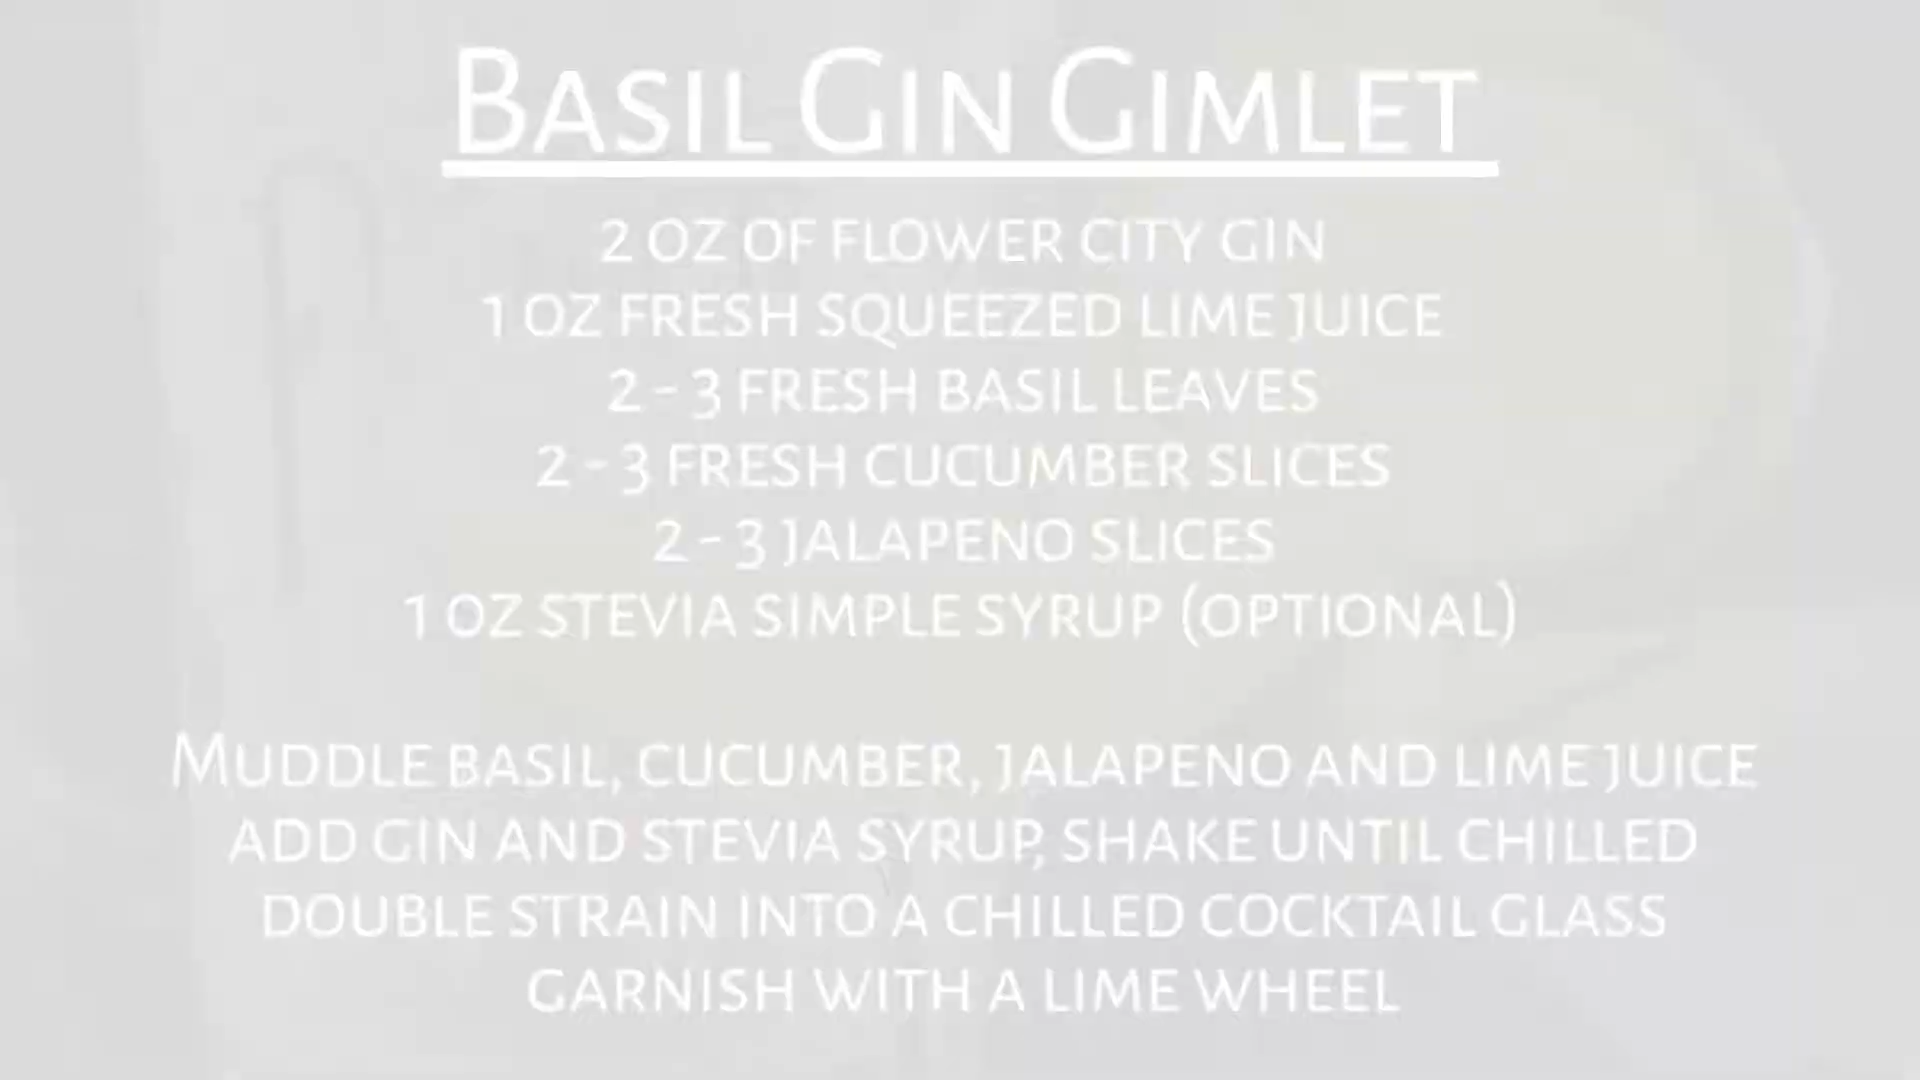 Basil Gin Gimlet
2 oz of Flower City Gin
1 oz fresh squeezed lime juice
2 - 3 fresh basil leaves
2 - 3 fresh cucumber slices
2 - 3 jalapeno slices
1 oz stevia simple syrup (optional)
Muddle basil, cucumber, jalapeno and lime juice
add gin and stevia syrup, shake until chilled
double strain into a chilled cocktail glass
garnish with a lime wheel